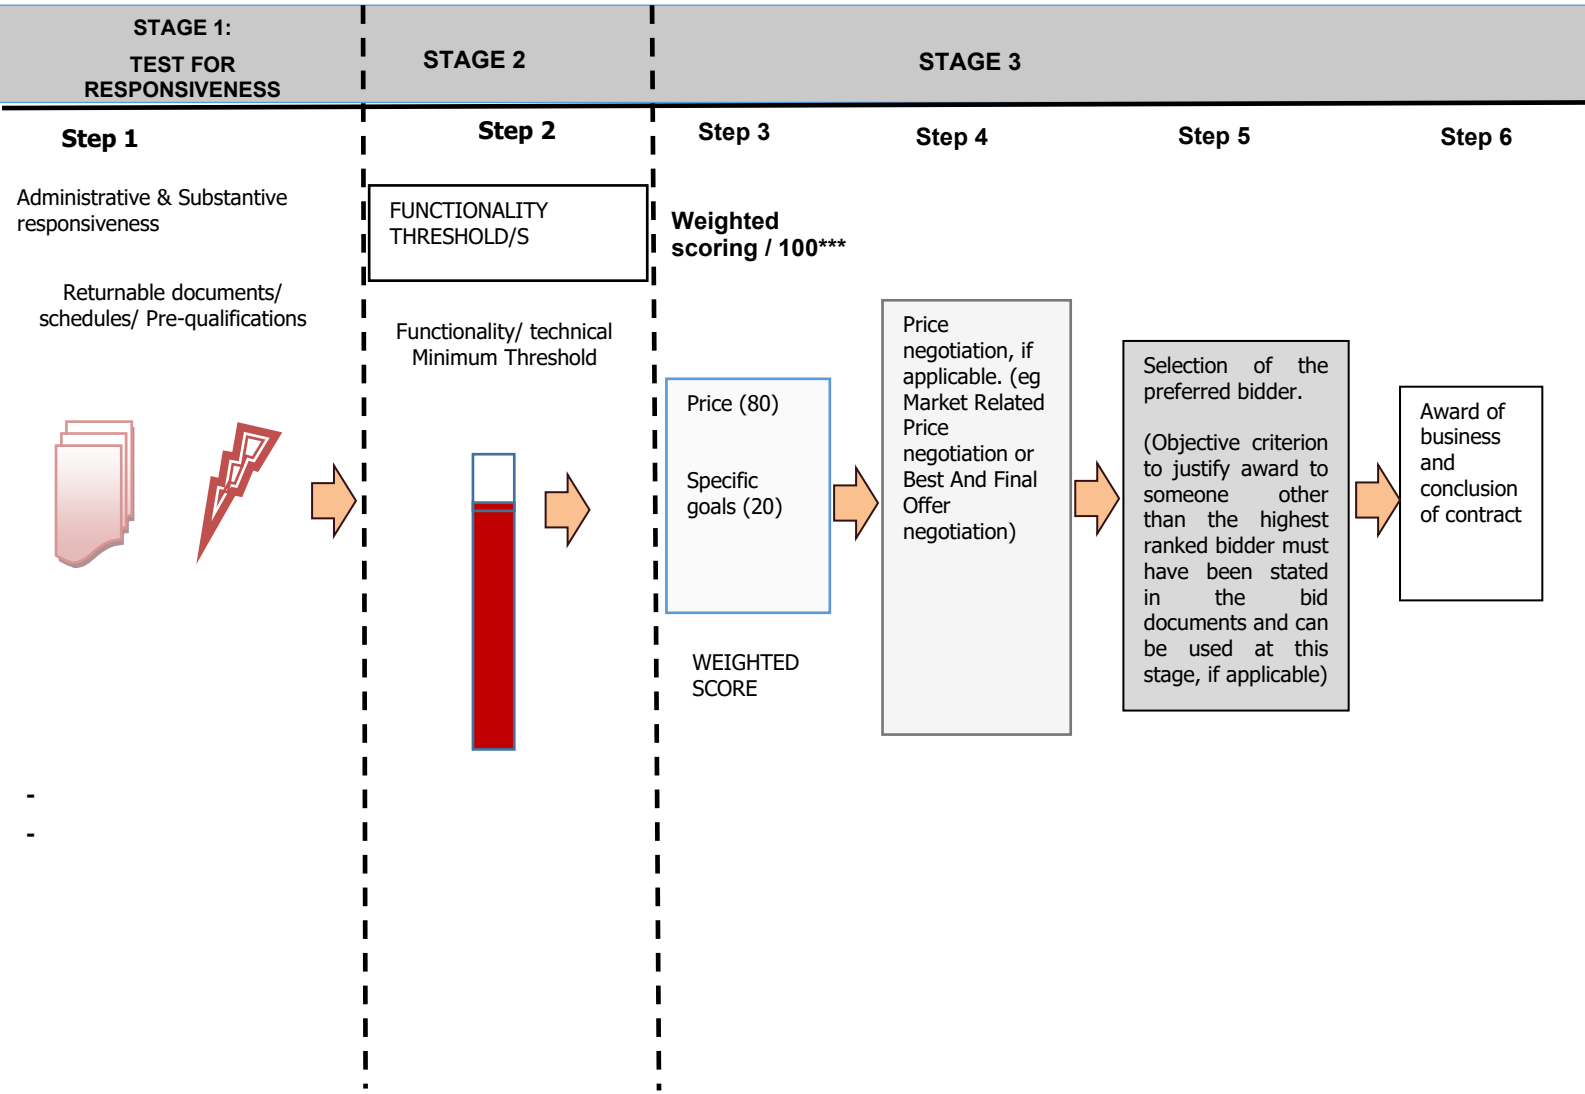 STAGE 1:
TEST FOR
RESPONSIVENESS
STAGE 2
STAGE 3
Step 1
Step 2
Step 3
Step 4
Step 5
Step 6
Administrative & Substantive
responsiveness
Returnable documents/
schedules/ Pre-qualifications
FUNCTIONALITY
THRESHOLD/S
Functionality/ technical
Minimum Threshold
Weighted
scoring / 100***
Price (80)
Specific
goals (20)
WEIGHTED
SCORE
Price
negotiation, if
applicable. (eg
Market Related
Price
negotiation or
Best And Final
Offer
negotiation)
Selection of the
preferred bidder.
(Objective criterion
to justify award to
someone other
than the highest
ranked bidder must
have been stated
in the bid
documents and can
be used at this
stage, if applicable)
Award of
business
and
conclusion
of contract
-
-